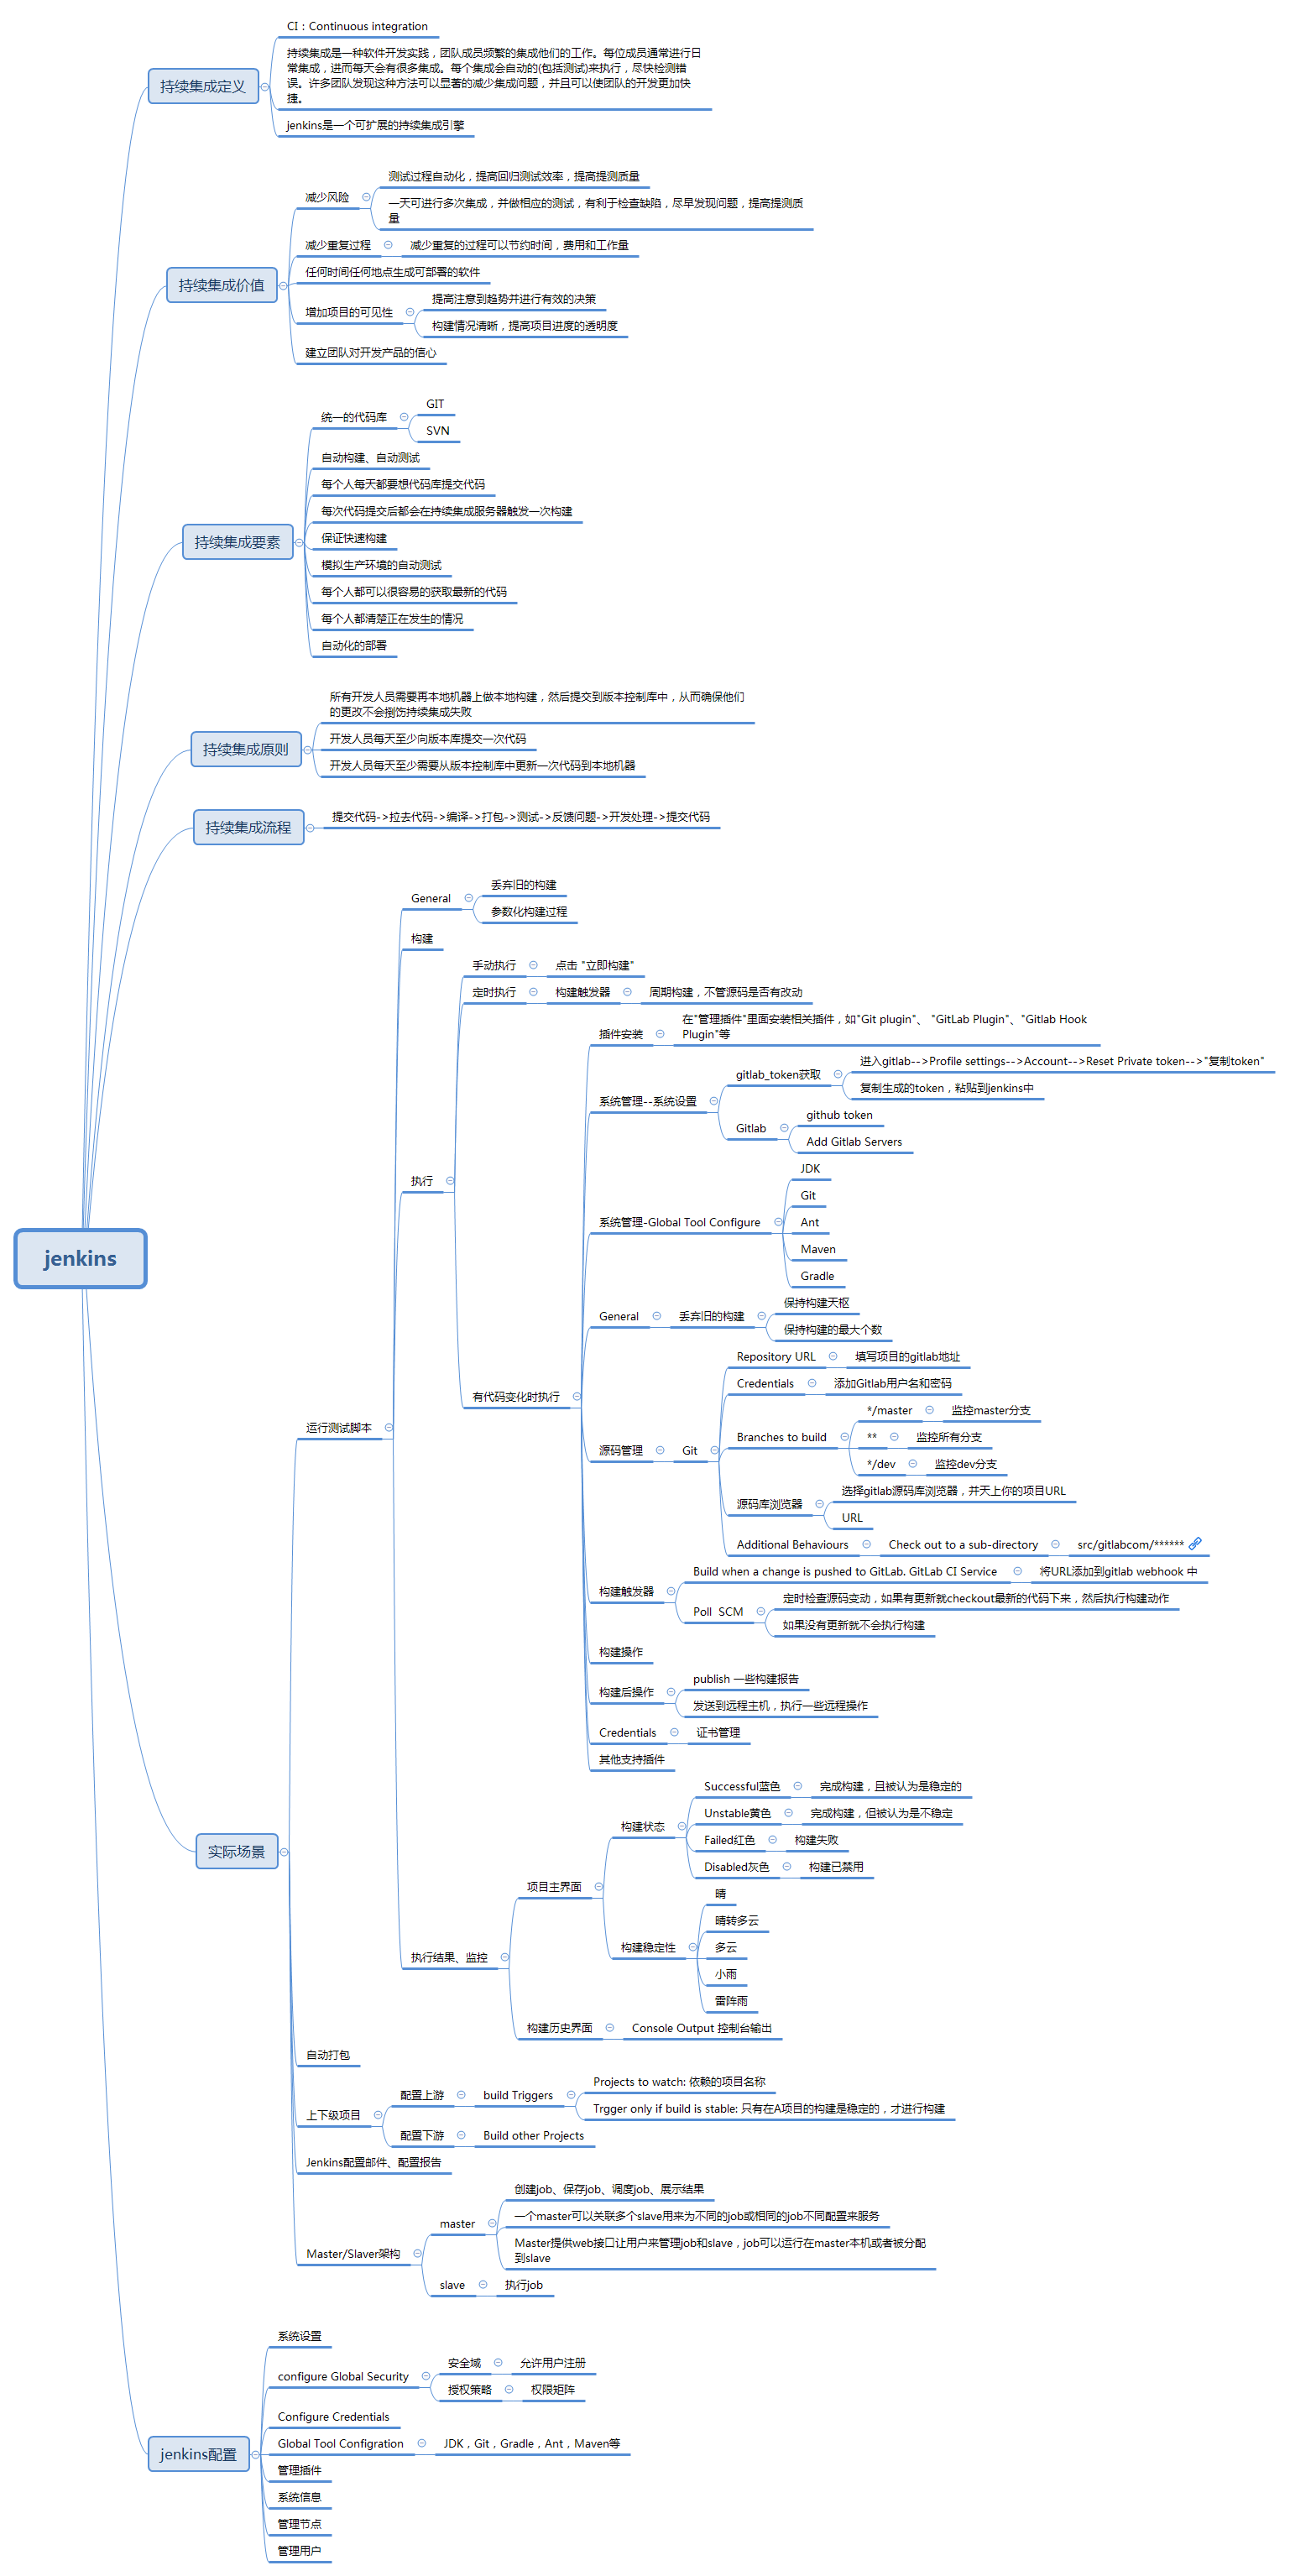 jenkins
持续集成定义
CI：Continuous integration
持续集成是一种软件开发实践，团队成员频繁的集成他们的工作。每位成员通常进行日
常集成，进而每天会有很多集成。每个集成会自动的(包括测试)来执行，尽快检测错
误。许多团队发现这种方法可以显著的减少集成问题，并且可以使团队的开发更加快
捷。
jenkins是一个可扩展的持续集成引擎
持续集成价值
减少风险
测试过程自动化，提高回归测试效率，提高提测质量
一天可进行多次集成，并做相应的测试，有利于检查缺陷，尽早发现问题，提高提测质
量
减少重复过程
减少重复的过程可以节约时间，费用和工作量
任何时间任何地点生成可部署的软件
增加项目的可见性
提高注意到趋势并进行有效的决策
构建情况清晰，提高项目进度的透明度
建立团队对开发产品的信心
持续集成要素
统一的代码库
GIT
SVN
自动构建、自动测试
每个人每天都要想代码库提交代码
每次代码提交后都会在持续集成服务器触发一次构建
保证快速构建
模拟生产环境的自动测试
每个人都可以很容易的获取最新的代码
每个人都清楚正在发生的情况
自动化的部署
持续集成原则
所有开发人员需要再本地机器上做本地构建，然后提交到版本控制库中，从而确保他们
的更改不会捯饬持续集成失败
开发人员每天至少向版本库提交一次代码
开发人员每天至少需要从版本控制库中更新一次代码到本地机器
持续集成流程
提交代码->拉去代码->编译->打包->测试->反馈问题->开发处理->提交代码
实际场景
运行测试脚本
General
丢弃旧的构建
参数化构建过程
构建
执行
手动执行
点击 "立即构建"
定时执行
构建触发器
周期构建，不管源码是否有改动
有代码变化时执行
插件安装
在"管理插件"里面安装相关插件，如"Git plugin"、 "GitLab Plugin"、"Gitlab Hook
Plugin"等
系统管理--系统设置
gitlab_token获取
进入gitlab-->Profile settings-->Account-->Reset Private token-->"复制token"
复制生成的token，粘贴到jenkins中
Gitlab
github token
Add Gitlab Servers
系统管理-Global Tool Configure
JDK
Git
Ant
Maven
Gradle
General
丢弃旧的构建
保持构建天枢
保持构建的最大个数
源码管理
Git
Repository URL
填写项目的gitlab地址
Credentials
添加Gitlab用户名和密码
Branches to build
*/master
监控master分支
**
监控所有分支
*/dev
监控dev分支
源码库浏览器
选择gitlab源码库浏览器，并天上你的项目URL
URL
Additional Behaviours
Check out to a sub-directory
src/gitlabcom/******
构建触发器
Build when a change is pushed to GitLab. GitLab CI Service
将URL添加到gitlab webhook 中
Poll  SCM
定时检查源码变动，如果有更新就checkout最新的代码下来，然后执行构建动作
如果没有更新就不会执行构建
构建操作
构建后操作
publish 一些构建报告
发送到远程主机，执行一些远程操作
Credentials
证书管理
其他支持插件
执行结果、监控
项目主界面
构建状态
Successful蓝色
完成构建，且被认为是稳定的
Unstable黄色
完成构建，但被认为是不稳定
Failed红色
构建失败
Disabled灰色
构建已禁用
构建稳定性
晴
晴转多云
多云
小雨
雷阵雨
构建历史界面
Console Output 控制台输出
自动打包
上下级项目
配置上游
build Triggers
Projects to watch: 依赖的项目名称
Trgger only if build is stable: 只有在A项目的构建是稳定的，才进行构建
配置下游
Build other Projects
Jenkins配置邮件、配置报告
Master/Slaver架构
master
创建job、保存job、调度job、展示结果
一个master可以关联多个slave用来为不同的job或相同的job不同配置来服务
Master提供web接口让用户来管理job和slave，job可以运行在master本机或者被分配
到slave
slave
执行job
jenkins配置
系统设置
configure Global Security
安全域
允许用户注册
授权策略
权限矩阵
Configure Credentials
Global Tool Configration
JDK，Git，Gradle，Ant，Maven等
管理插件
系统信息
管理节点
管理用户